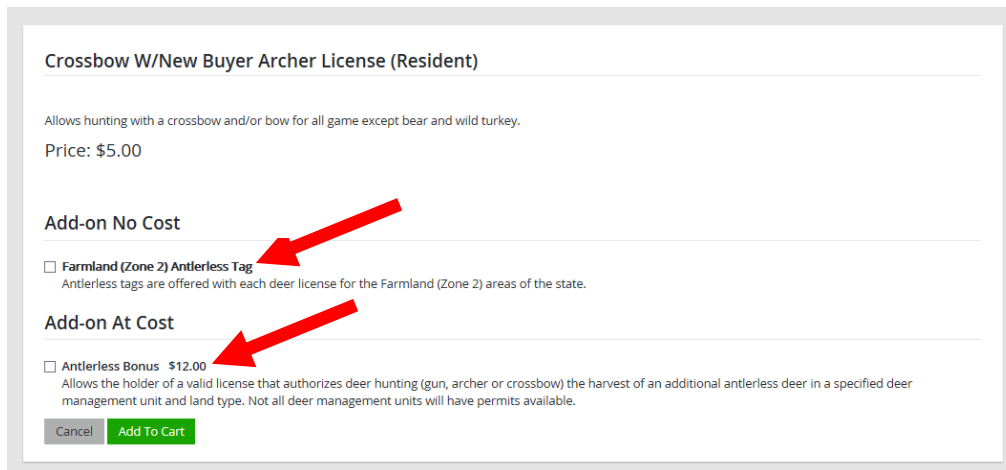 Crossbow W/New Buyer Archer License (Resident)
Allows hunting with a crossbow and/or bow for all game except bear and wild turkey.
Price: $5.00
Add-on No Cost
Farmland (Zone 2) Antlerless Tag
Antlerless tags are offered with each deer license for the Farmland (Zone 2) areas of the state.
Add-on At Cost
Antlerless Bonus $12.00
Allows the holder of a valid license that authorizes deer hunting (gun, archer or crossbow) the harvest of an additional antlerless deer in a specified deer
management unit and land type. Not all deer management units will have permits available.
Cancel Add To Cart